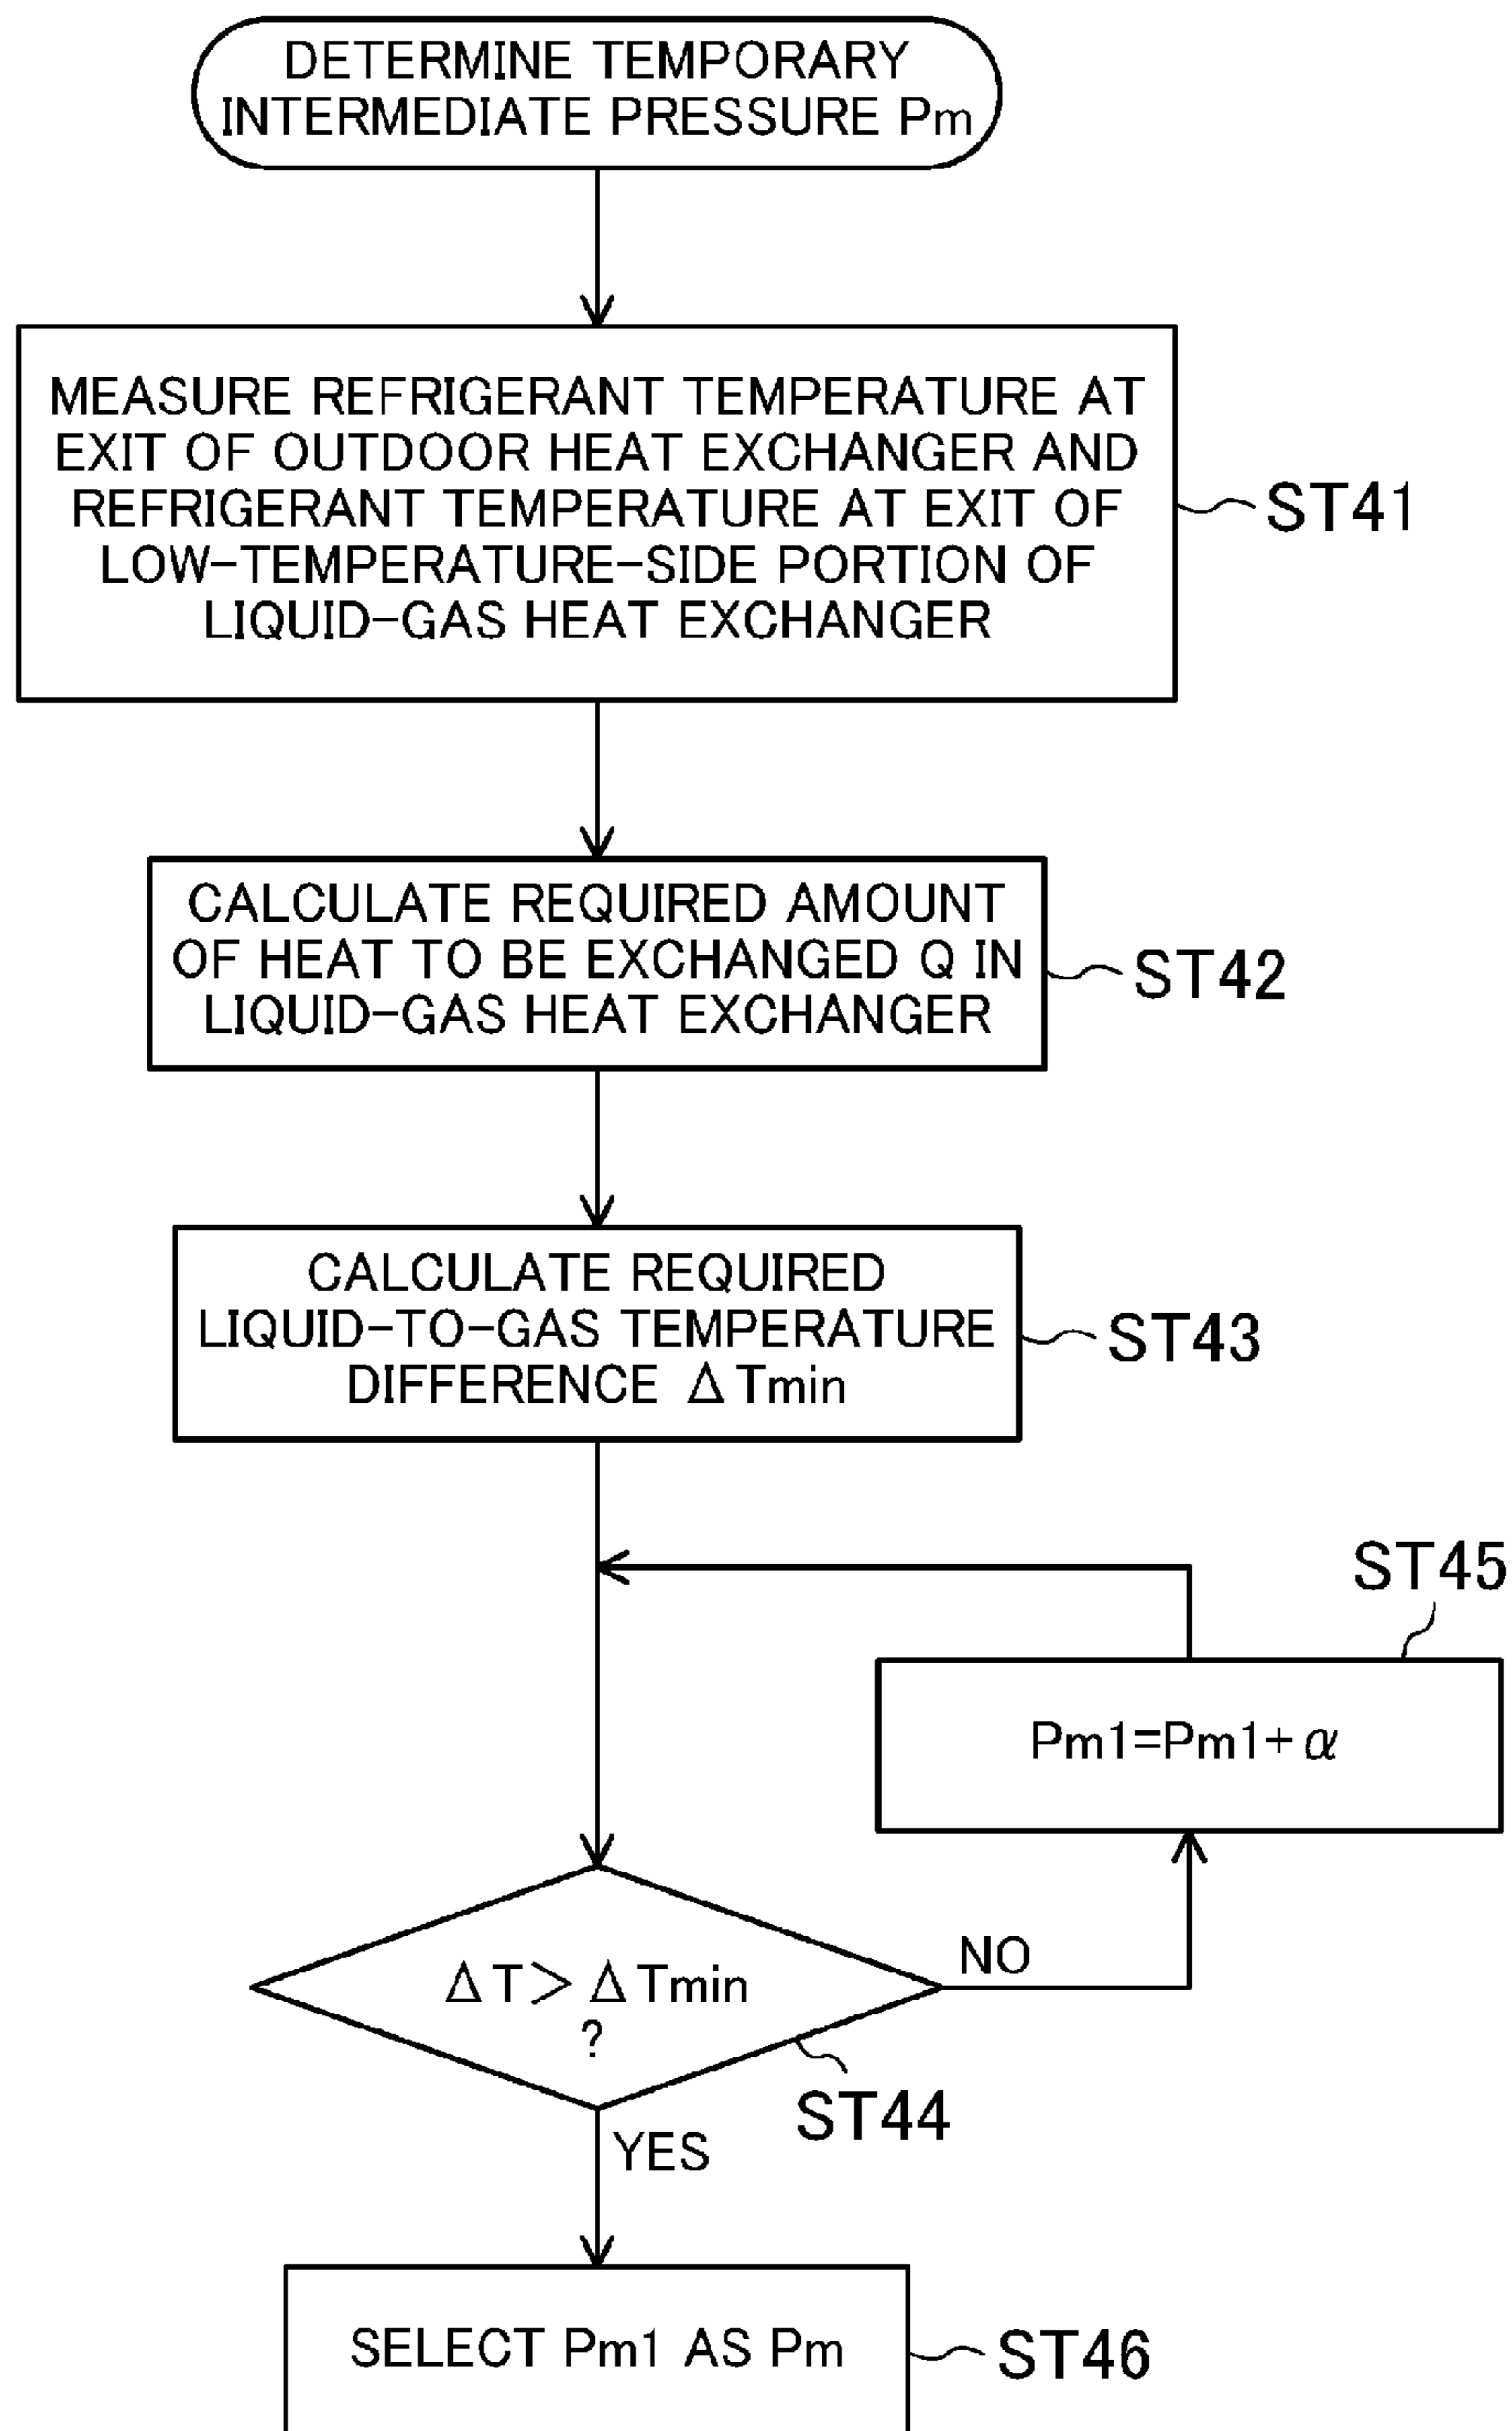 DETERMINE TEMPORARY
INTERMEDIATE PRESSURE Pm
MEASURE REFRIGERANT TEMPERATURE AT
EXIT OF OUTDOOR HEAT EXCHANGER AND
REFRIGERANT TEMPERATURE AT EXIT OF
LOW-TEMPERATURE-SIDE PORTION OF
LIQUID-GAS HEAT EXCHANGER
ST41
CALCULATE REQUIRED AMOUNT
OF HEAT TO BE EXCHANGED Q IN
LIQUID-GAS HEAT EXCHANGER
ST42
CALCULATE REQUIRED
LIQUID-TO-GAS TEMPERATURE
DIFFERENCE ΔTmin
ST43
ST45
Pm1=Pm1+α
ΔT>ΔTmin
?
NO
ST44
YES
SELECT Pm1 AS Pm
ST46